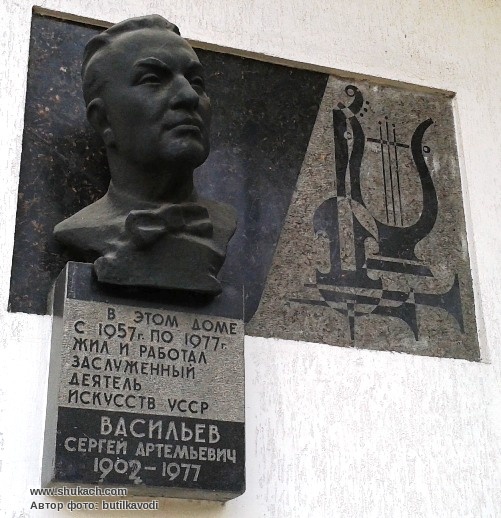 В ЭТОМ ДОМЕ
С 1957г. ПО 1977г.
ЖИЛ И РАБОТАЛ
ЗАСЛУЖЕННЫЙ
ДЕЯТЕЛЬ
ИСКУССТВ УССР
ВАСИЛЬЕВ
СЕРГЕЙ АРТЕМЬЕВИЧ
1902-1977
www.shukach.com
Автор фото: butilkavodi